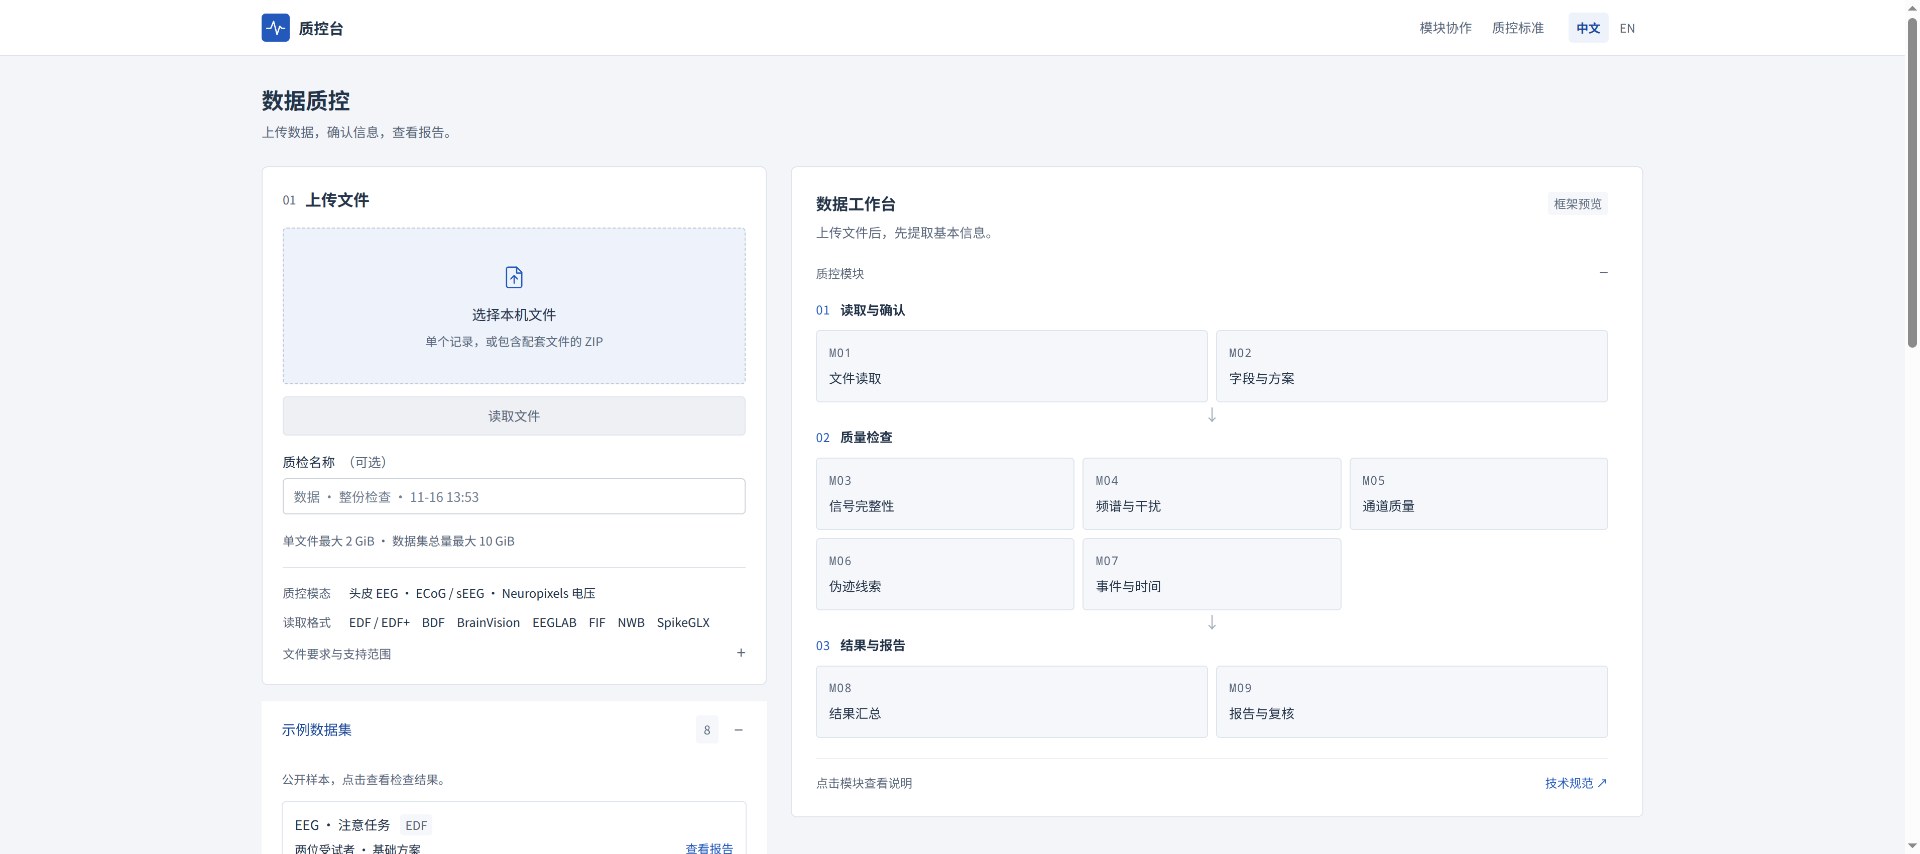 质控台
模块协作 质控标准 中文 EN
数据质控
上传数据，确认信息，查看报告。
01 上传文件
选择本机文件
单个记录，或包含配套文件的 ZIP
读取文件
质检名称 （可选）
数据 · 整份检查 · 11-16 13:53
单文件最大 2 GiB · 数据集总量最大 10 GiB
质控模态 头皮 EEG · ECoG / sEEG · Neuropixels 电压
读取格式 EDF / EDF+ BDF BrainVision EEGLAB FIF NWB SpikeGLX
文件要求与支持范围 +
示例数据集 8 −
公开样本，点击查看检查结果。
EEG · 注意任务 EDF
两位受试者 · 基础方案 查看报告
数据工作台 框架预览
上传文件后，先提取基本信息。
质控模块 −
01 读取与确认
M01
文件读取
M02
字段与方案
↓
02 质量检查
M03
信号完整性
M04
频谱与干扰
M05
通道质量
M06
伪迹线索
M07
事件与时间
↓
03 结果与报告
M08
结果汇总
M09
报告与复核
点击模块查看说明 技术规范 ↗